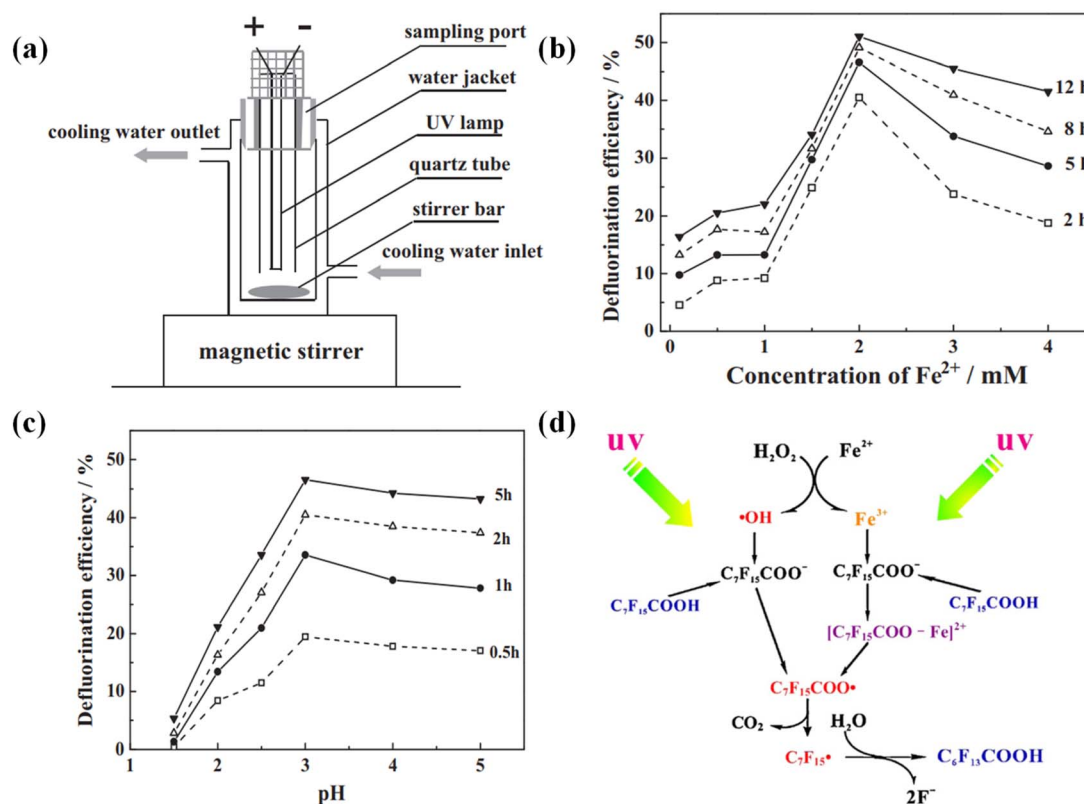 (a)
+ -
sampling port
water jacket
cooling water outlet
UV lamp
quartz tube
stirrer bar
cooling water inlet
magnetic stirrer
(b)
Defluorination efficiency / %
50
40
30
20
10
0
12 h
8 h
5 h
2 h
0 1 2 3 4
Concentration of Fe²⁺ / mM
(c)
Defluorination efficiency / %
50
40
30
20
10
0
5h
2h
1h
0.5h
1 2 3 4 5
pH
(d)
uv uv
H₂O₂ Fe²⁺
•OH Fe³⁺
C₇F₁₅COO⁻ C₇F₁₅COO⁻
C₇F₁₅COOH C₇F₁₅COOH
[C₇F₁₅COO – Fe]²⁺
C₇F₁₅COO•
CO₂ H₂O
C₇F₁₅• C₆F₁₃COOH
2F⁻